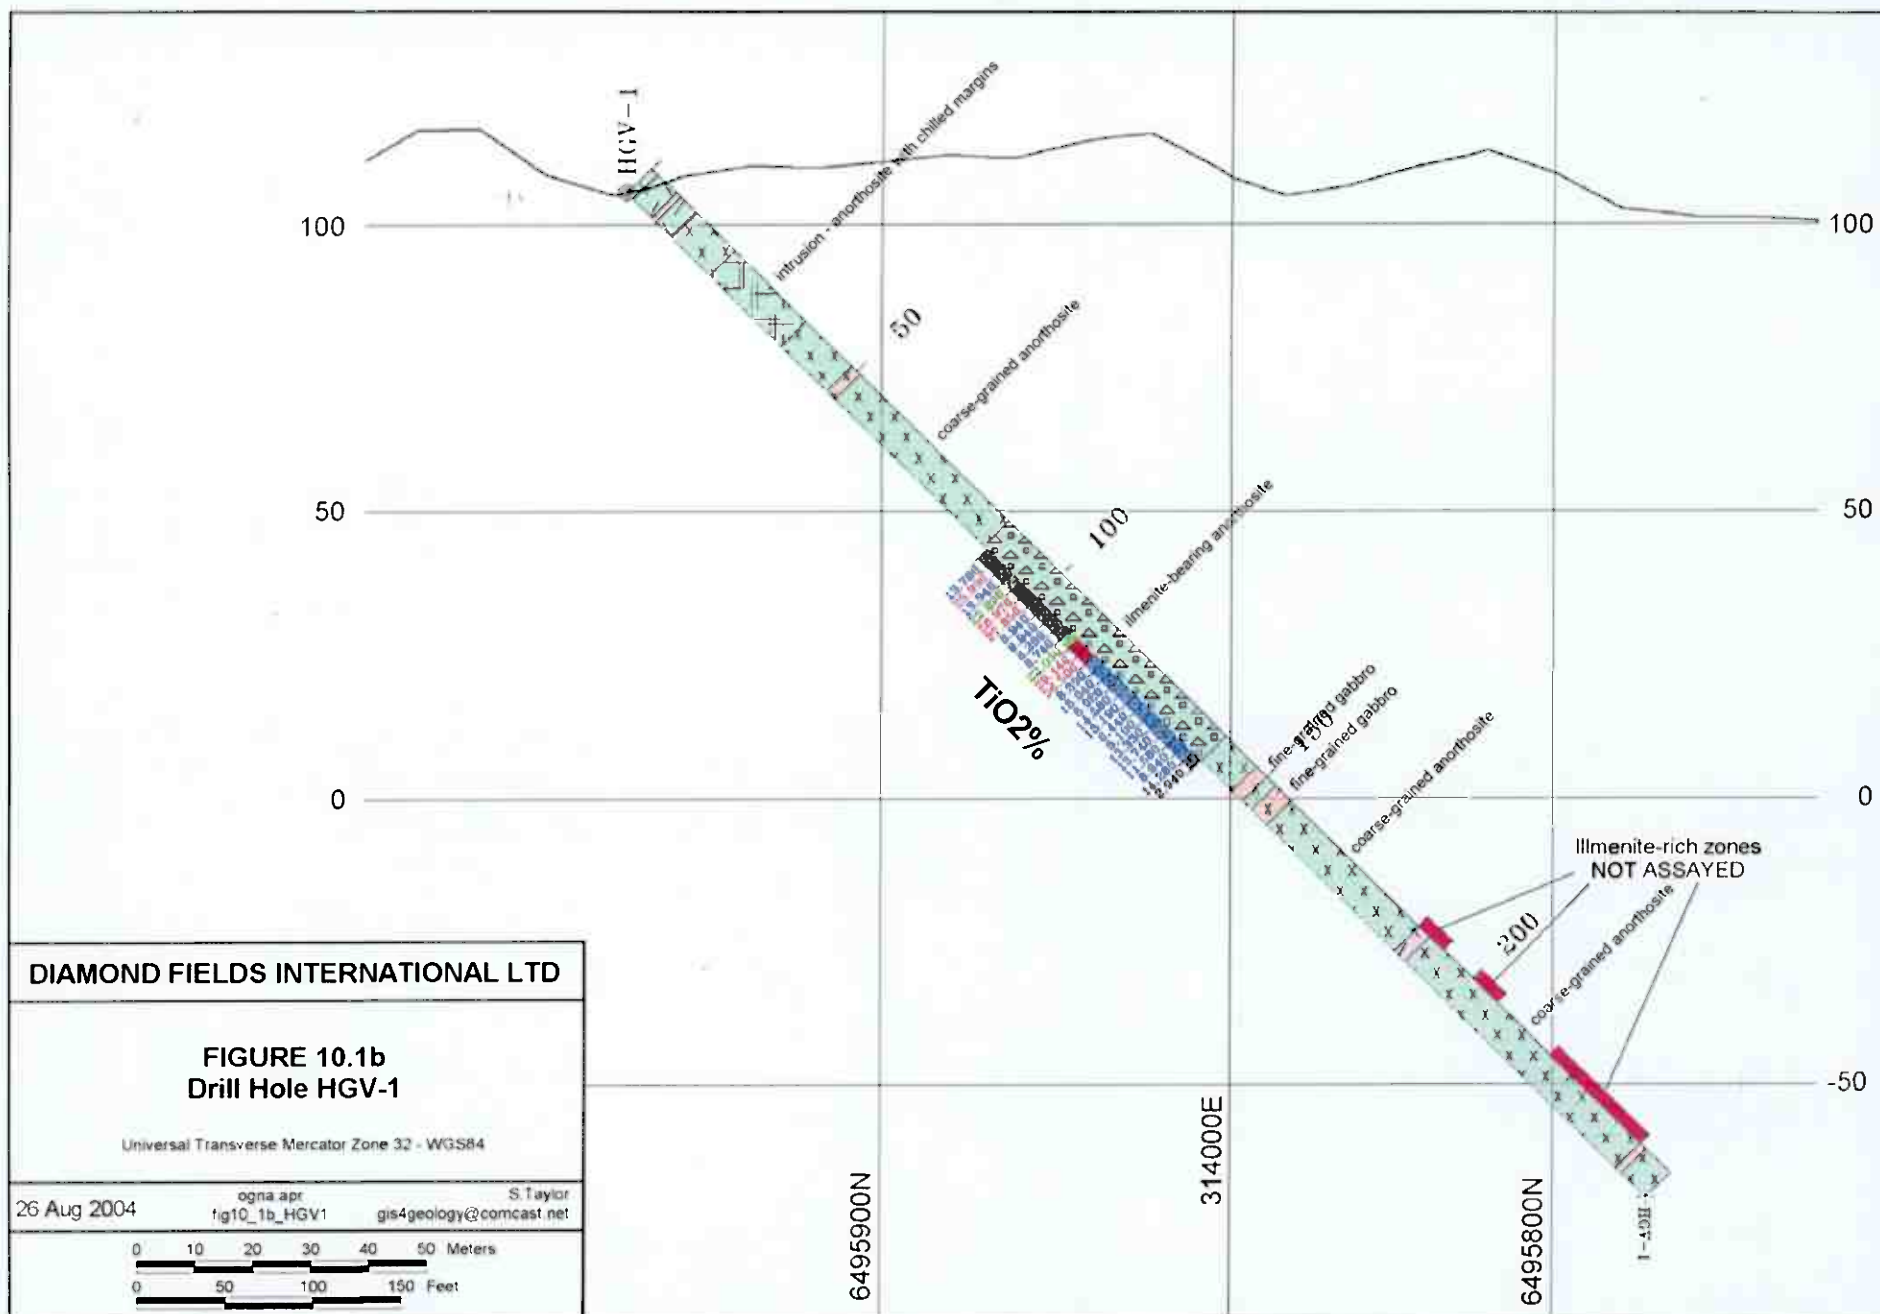 HGV-1
intrusion - anorthosite with chilled margins
100
100
50
coarse-grained anorthosite
50
50
100
ilmenite-bearing anorthosite
TiO2%
fine-grained gabbro
150
fine-grained gabbro
coarse-grained anorthosite
0
0
Illmenite-rich zones
NOT ASSAYED
200
coarse-grained anorthosite
-50
HGV-1
6495900N
314000E
6495800N
DIAMOND FIELDS INTERNATIONAL LTD
FIGURE 10.1b
Drill Hole HGV-1
Universal Transverse Mercator Zone 32 - WGS84
26 Aug 2004
ogna.apr
fig10_1b_HGV1
S.Taylor
gis4geology@comcast.net
0 10 20 30 40 50 Meters
0 50 100 150 Feet